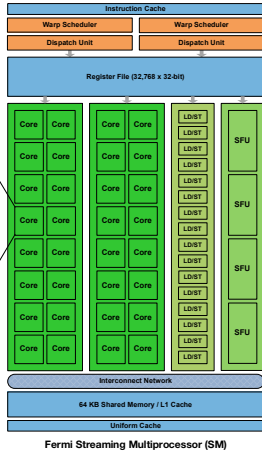 Instruction Cache
Warp Scheduler Warp Scheduler
Dispatch Unit Dispatch Unit
Register File (32,768 x 32-bit)
LD/ST
Core Core Core Core
LD/ST
SFU
LD/ST
Core Core Core Core
LD/ST
LD/ST
Core Core Core Core
LD/ST
SFU
LD/ST
Core Core Core Core
LD/ST
LD/ST
Core Core Core Core
LD/ST
SFU
LD/ST
Core Core Core Core
LD/ST
LD/ST
Core Core Core Core
LD/ST
SFU
LD/ST
Core Core Core Core
LD/ST
Interconnect Network
64 KB Shared Memory / L1 Cache
Uniform Cache
Fermi Streaming Multiprocessor (SM)